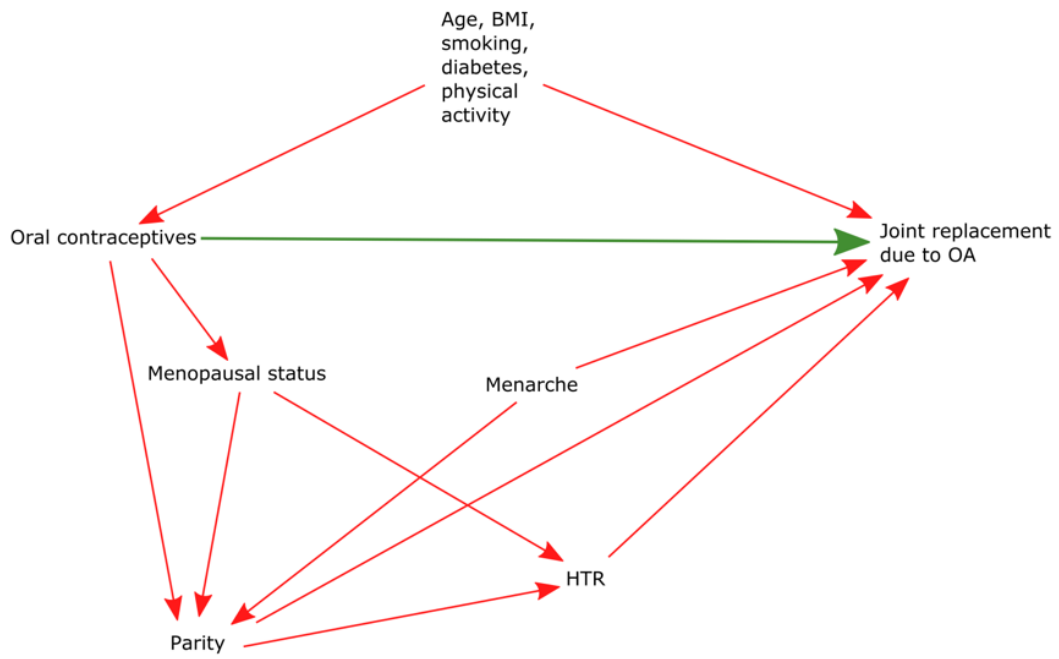 Age, BMI,
smoking,
diabetes,
physical
activity
Oral contraceptives
Joint replacement
due to OA
Menopausal status
Menarche
HTR
Parity